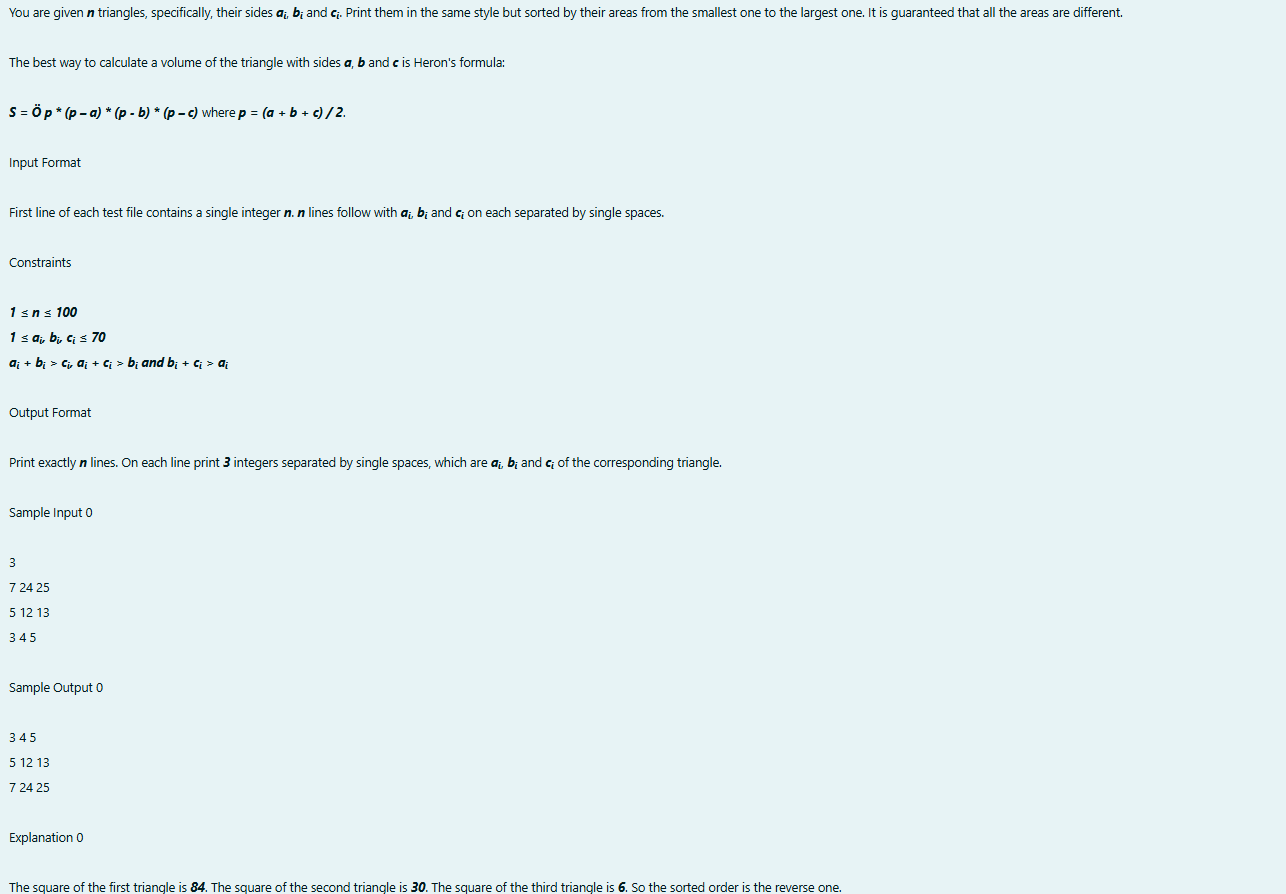 You are given n triangles, specifically, their sides aᵢ, bᵢ and cᵢ. Print them in the same style but sorted by their areas from the smallest one to the largest one. It is guaranteed that all the areas are different.
The best way to calculate a volume of the triangle with sides a, b and c is Heron's formula:
S = Ö p * (p – a) * (p - b) * (p – c) where p = (a + b + c) / 2.
Input Format
First line of each test file contains a single integer n. n lines follow with aᵢ, bᵢ and cᵢ on each separated by single spaces.
Constraints
1 ≤ n ≤ 100
1 ≤ aᵢ, bᵢ, cᵢ ≤ 70
aᵢ + bᵢ > cᵢ, aᵢ + cᵢ > bᵢ and bᵢ + cᵢ > aᵢ
Output Format
Print exactly n lines. On each line print 3 integers separated by single spaces, which are aᵢ, bᵢ and cᵢ of the corresponding triangle.
Sample Input 0
3
7 24 25
5 12 13
3 4 5
Sample Output 0
3 4 5
5 12 13
7 24 25
Explanation 0
The square of the first triangle is 84. The square of the second triangle is 30. The square of the third triangle is 6. So the sorted order is the reverse one.